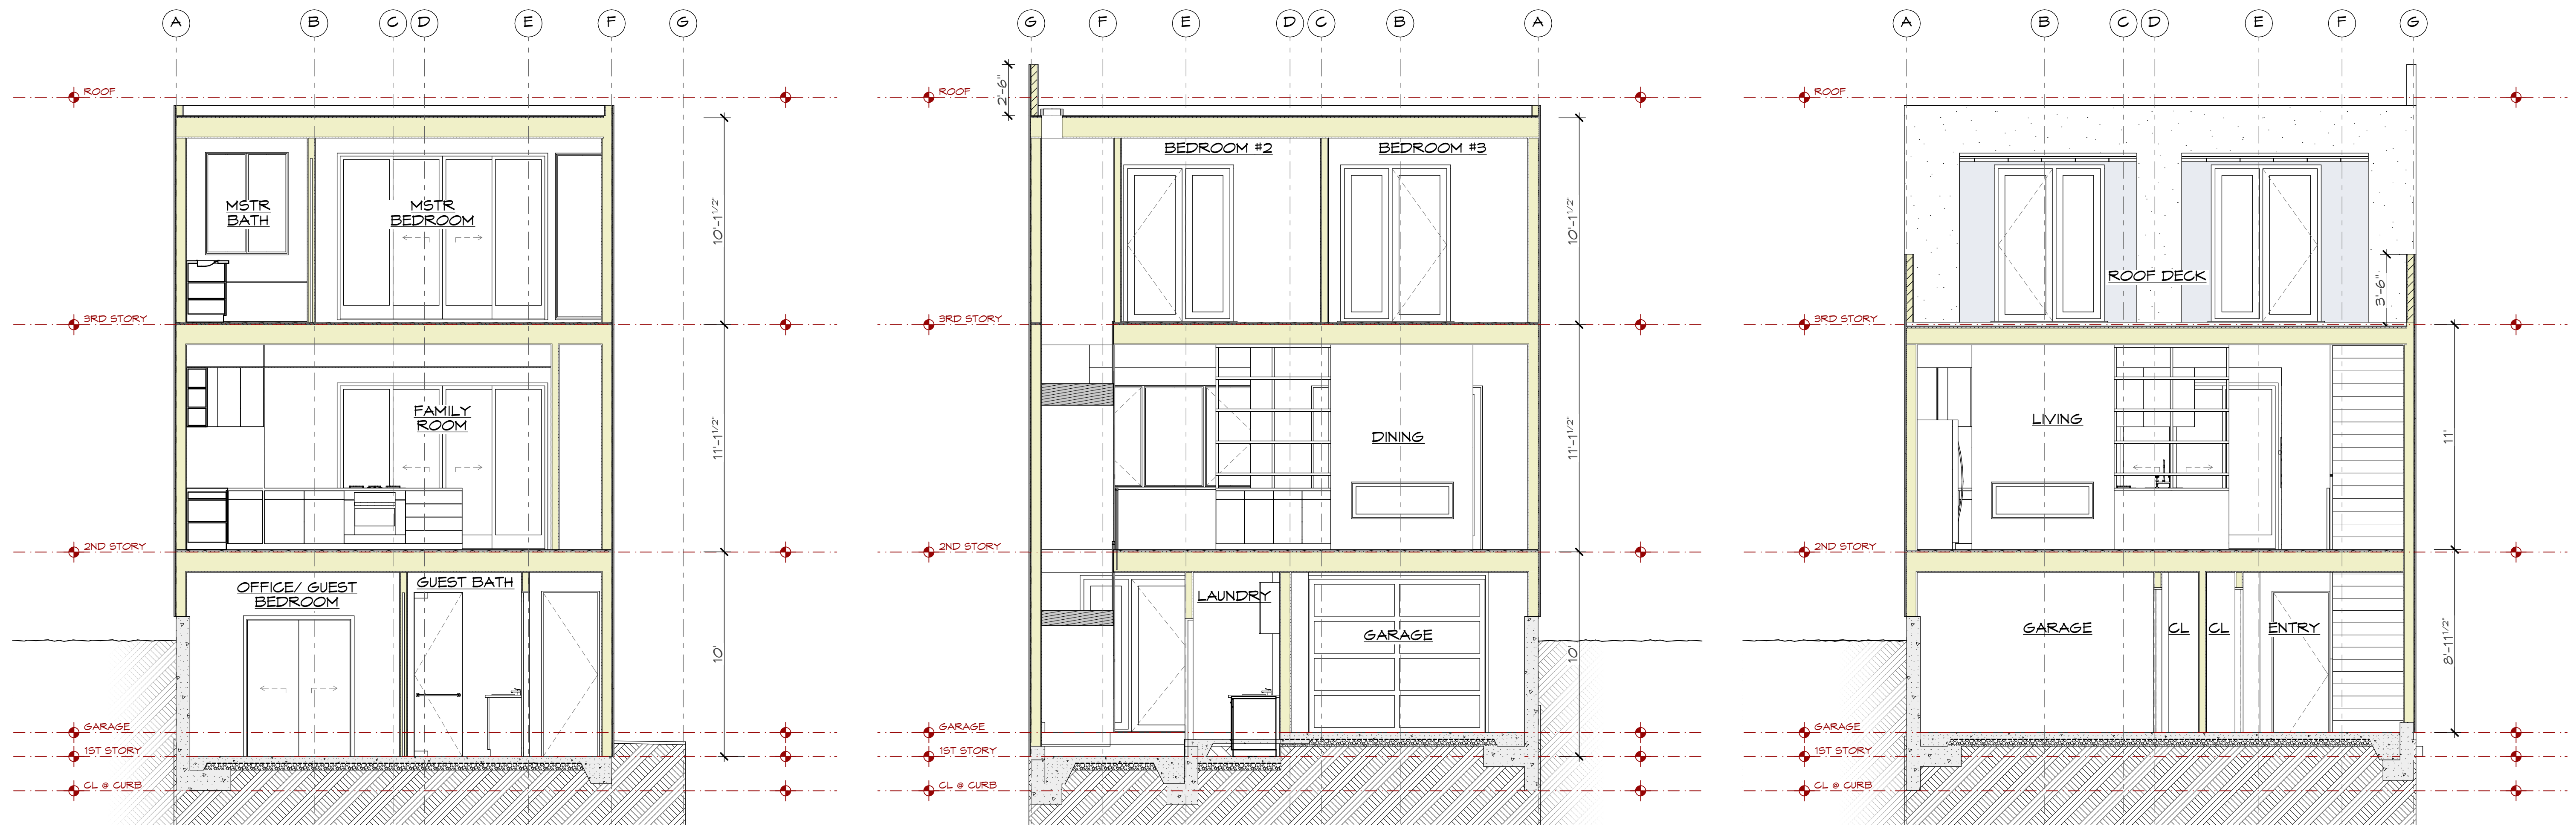 A B C D E F G
ROOF
10'-1 1/2"
MSTR
BATH
MSTR
BEDROOM
3RD STORY
11'-1 1/2"
FAMILY
ROOM
2ND STORY
OFFICE/ GUEST
BEDROOM
GUEST BATH
10'
GARAGE
1ST STORY
CL @ CURB
G F E D C B A
2'-6"
ROOF
BEDROOM #2
BEDROOM #3
10'-1 1/2"
3RD STORY
11'-1 1/2"
DINING
2ND STORY
LAUNDRY
GARAGE
10'
GARAGE
1ST STORY
CL @ CURB
A B C D E F G
ROOF
ROOF DECK
3'-6"
3RD STORY
LIVING
11'
2ND STORY
GARAGE
CL
CL
ENTRY
8'-11 1/2"
GARAGE
1ST STORY
CL @ CURB